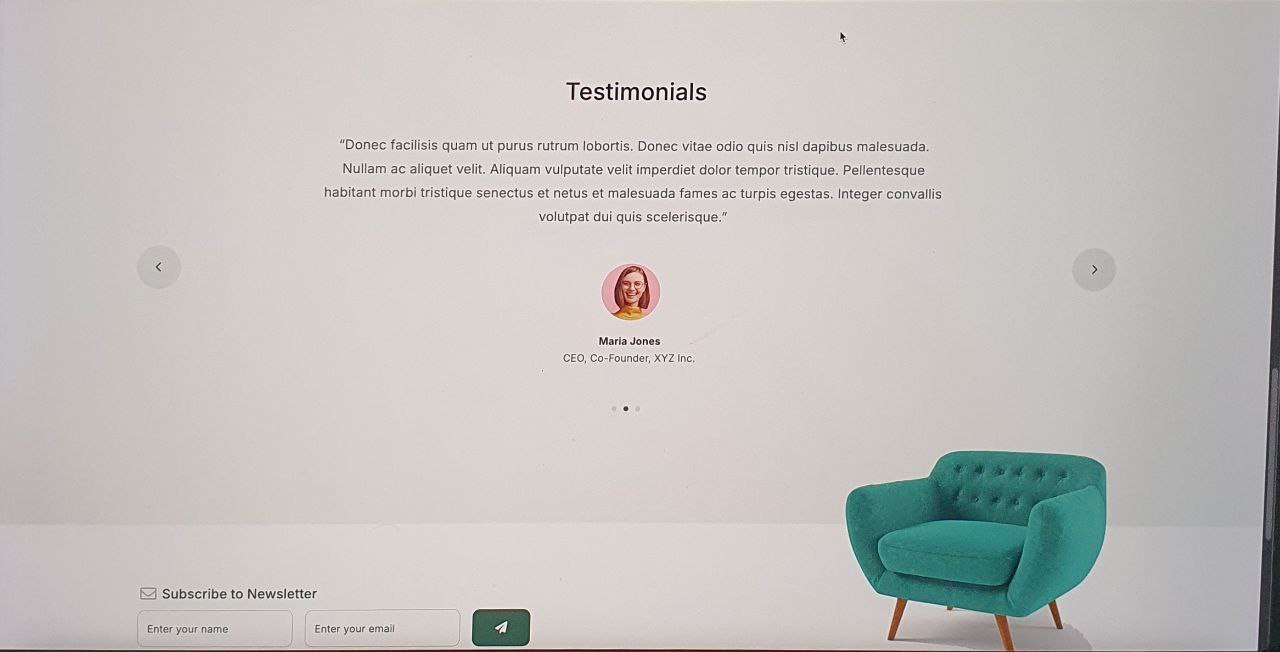 Testimonials
“Donec facilisis quam ut purus rutrum lobortis. Donec vitae odio quis nisl dapibus malesuada.
Nullam ac aliquet velit. Aliquam vulputate velit imperdiet dolor tempor tristique. Pellentesque
habitant morbi tristique senectus et netus et malesuada fames ac turpis egestas. Integer convallis
volutpat dui quis scelerisque.”
Maria Jones
CEO, Co-Founder, XYZ Inc.
Subscribe to Newsletter
Enter your name
Enter your email